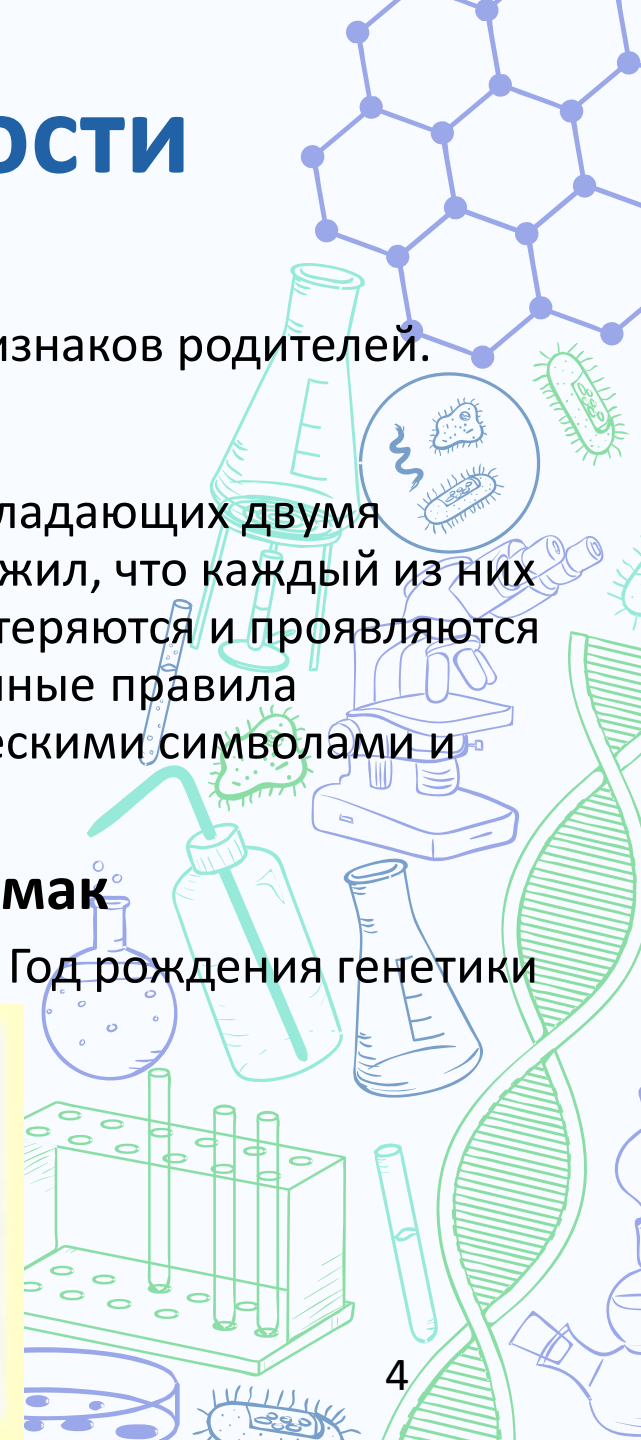 ости
изнаков родителей.
ладающих двумя
жил, что каждый из них
теряются и проявляются
нные правила
ескими символами и
мак
Год рождения генетики
4